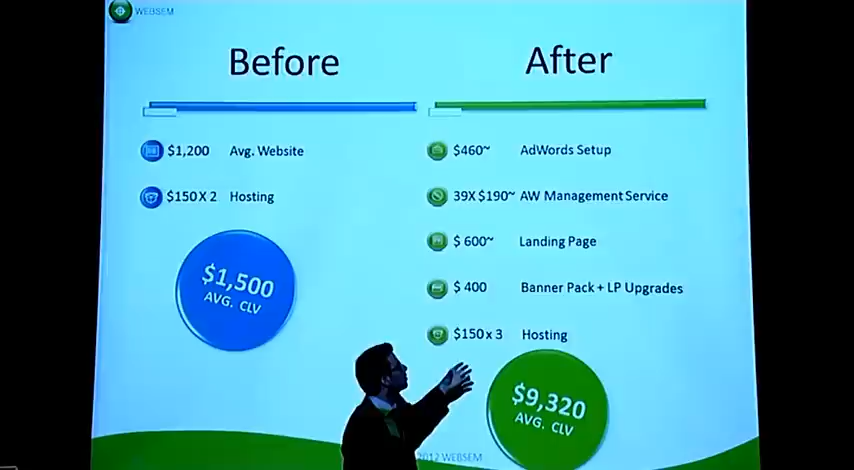 WEBSEM
Before
$1,200 Avg. Website
$150 X 2 Hosting
$1,500
AVG. CLV
After
$460~ AdWords Setup
39X $190~ AW Management Service
$ 600~ Landing Page
$ 400 Banner Pack + LP Upgrades
$150 x 3 Hosting
$9,320
AVG. CLV
2012 WEBSEM